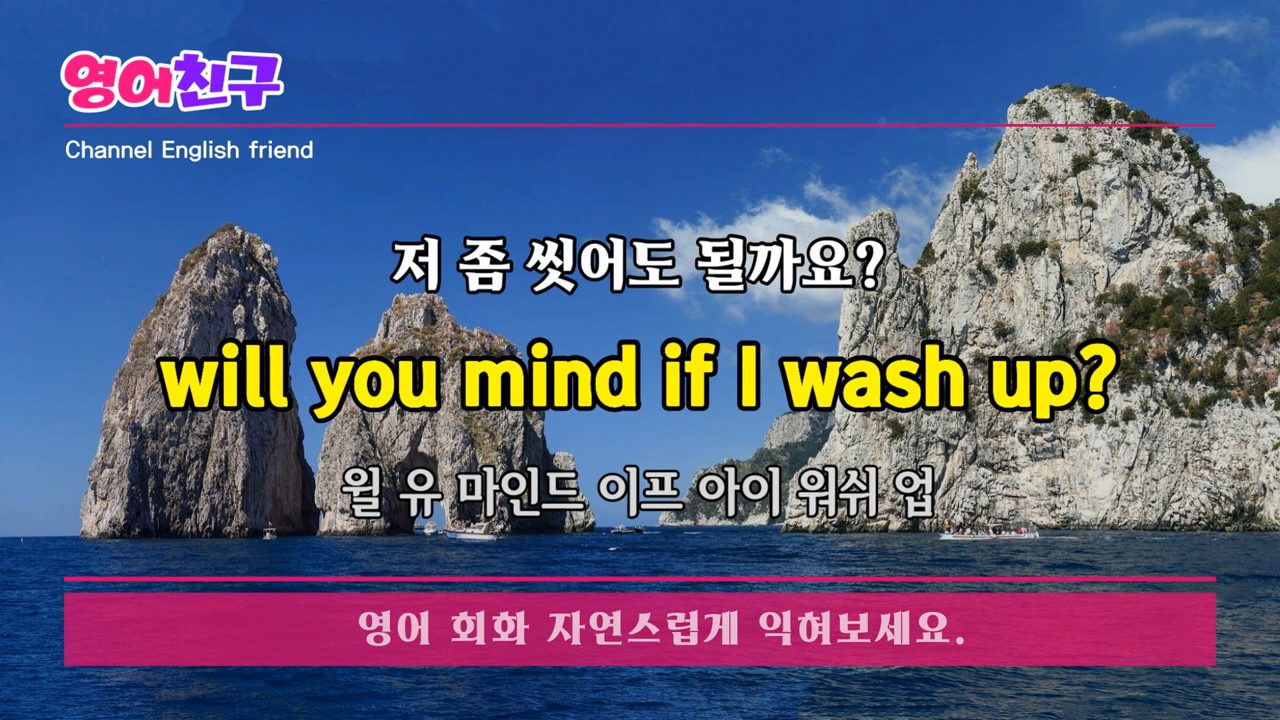 영어친구
Channel English friend
저 좀 씻어도 될까요?
will you mind if I wash up?
윌 유 마인드 이프 아이 워쉬 업
영어 회화 자연스럽게 익혀보세요.